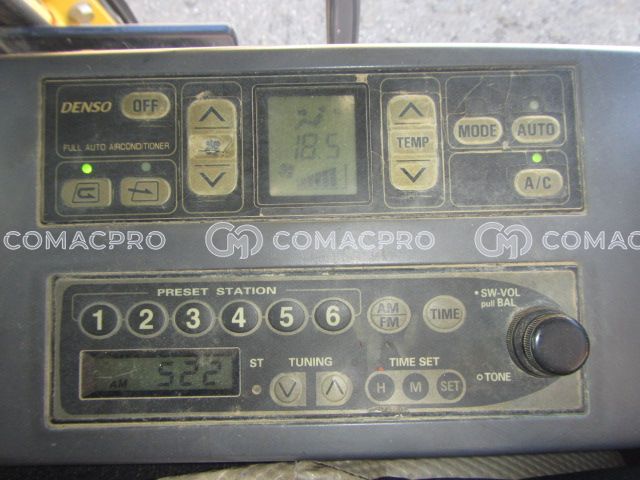 DENSO OFF
FULL AUTO AIRCONDITIONER
18.5
TEMP
MODE AUTO
A/C
COMACPRO COMACPRO COMACPRO
PRESET STATION
1 2 3 4 5 6
AM
FM
TIME
SW-VOL
pull BAL
AM 522
ST TUNING
TIME SET
H M SET
TONE